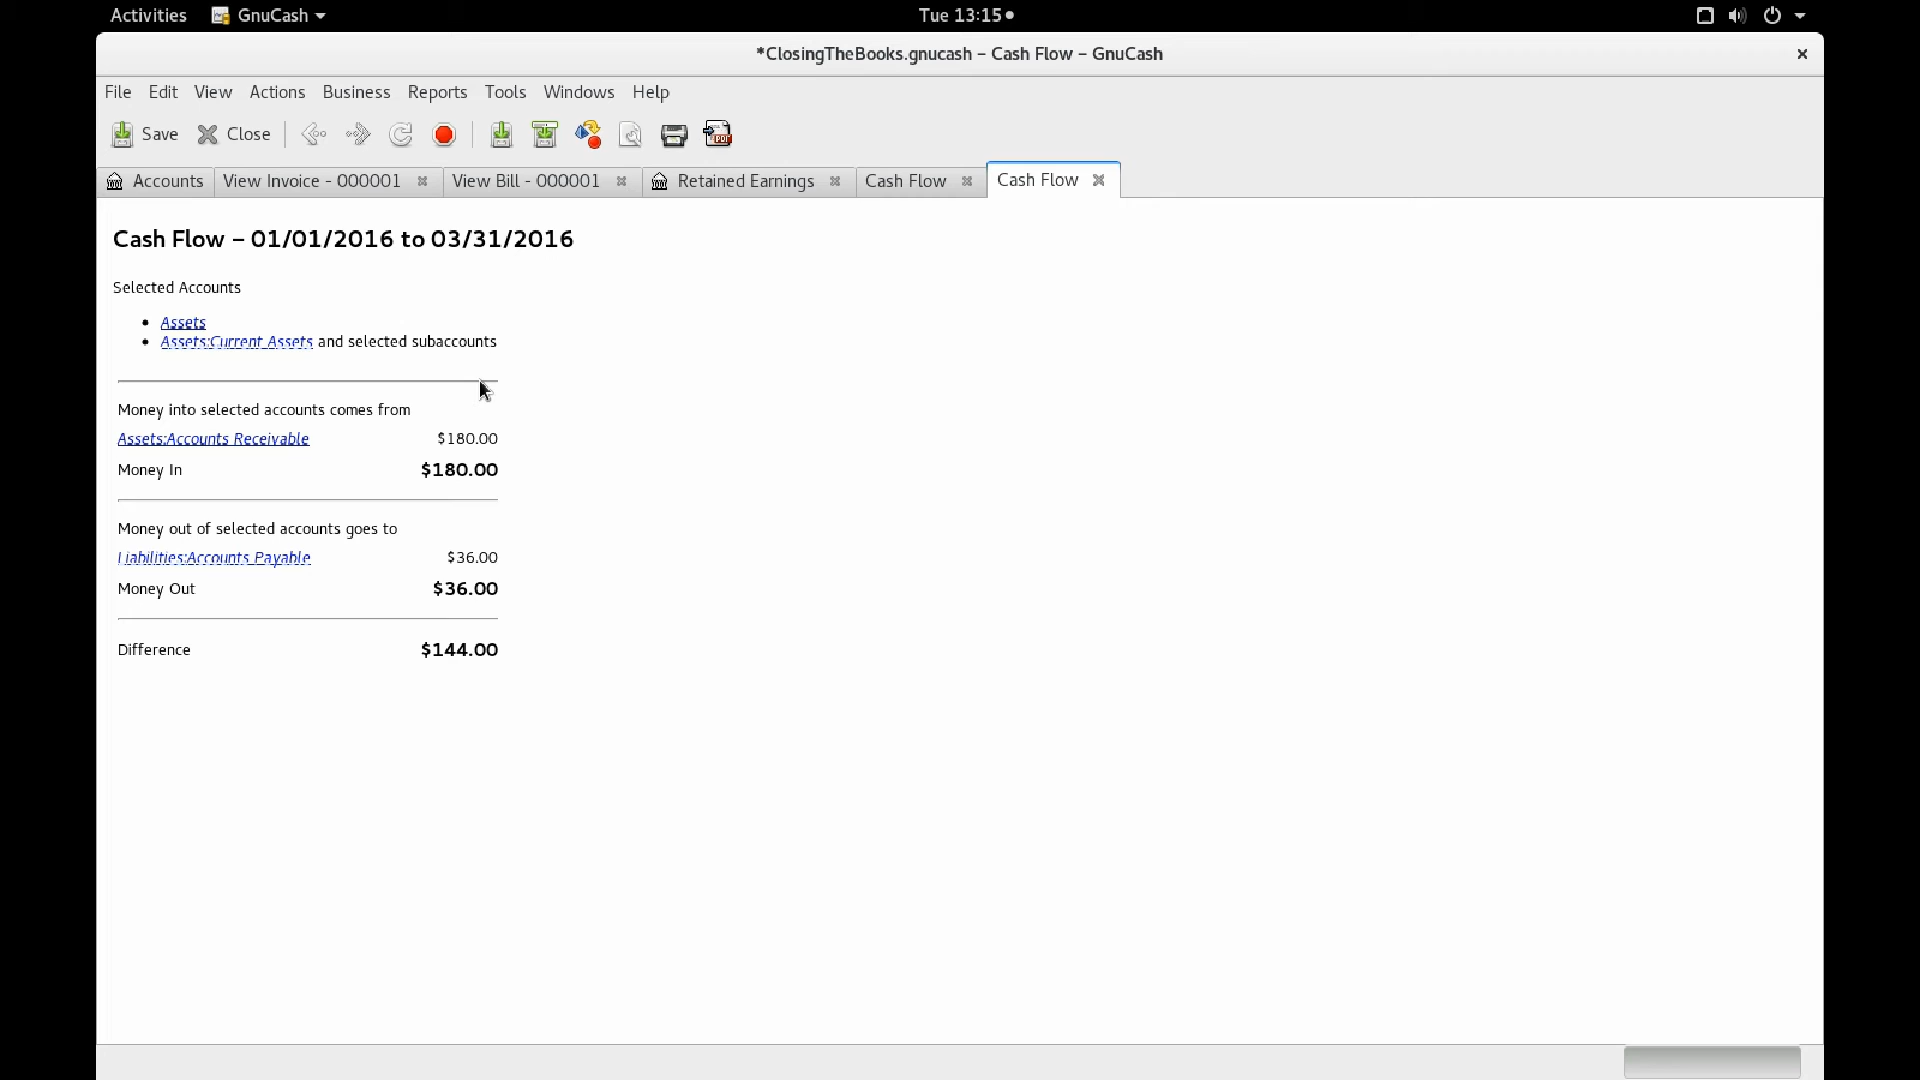 Activities GnuCash Tue 13:15
*ClosingTheBooks.gnucash – Cash Flow – GnuCash
File Edit View Actions Business Reports Tools Windows Help
Save Close PDF
Accounts View Invoice - 000001 View Bill - 000001 Retained Earnings Cash Flow Cash Flow
Cash Flow – 01/01/2016 to 03/31/2016
Selected Accounts
• Assets
• Assets:Current Assets and selected subaccounts
Money into selected accounts comes from
Assets:Accounts Receivable $180.00
Money In $180.00
Money out of selected accounts goes to
Liabilities:Accounts Payable $36.00
Money Out $36.00
Difference $144.00